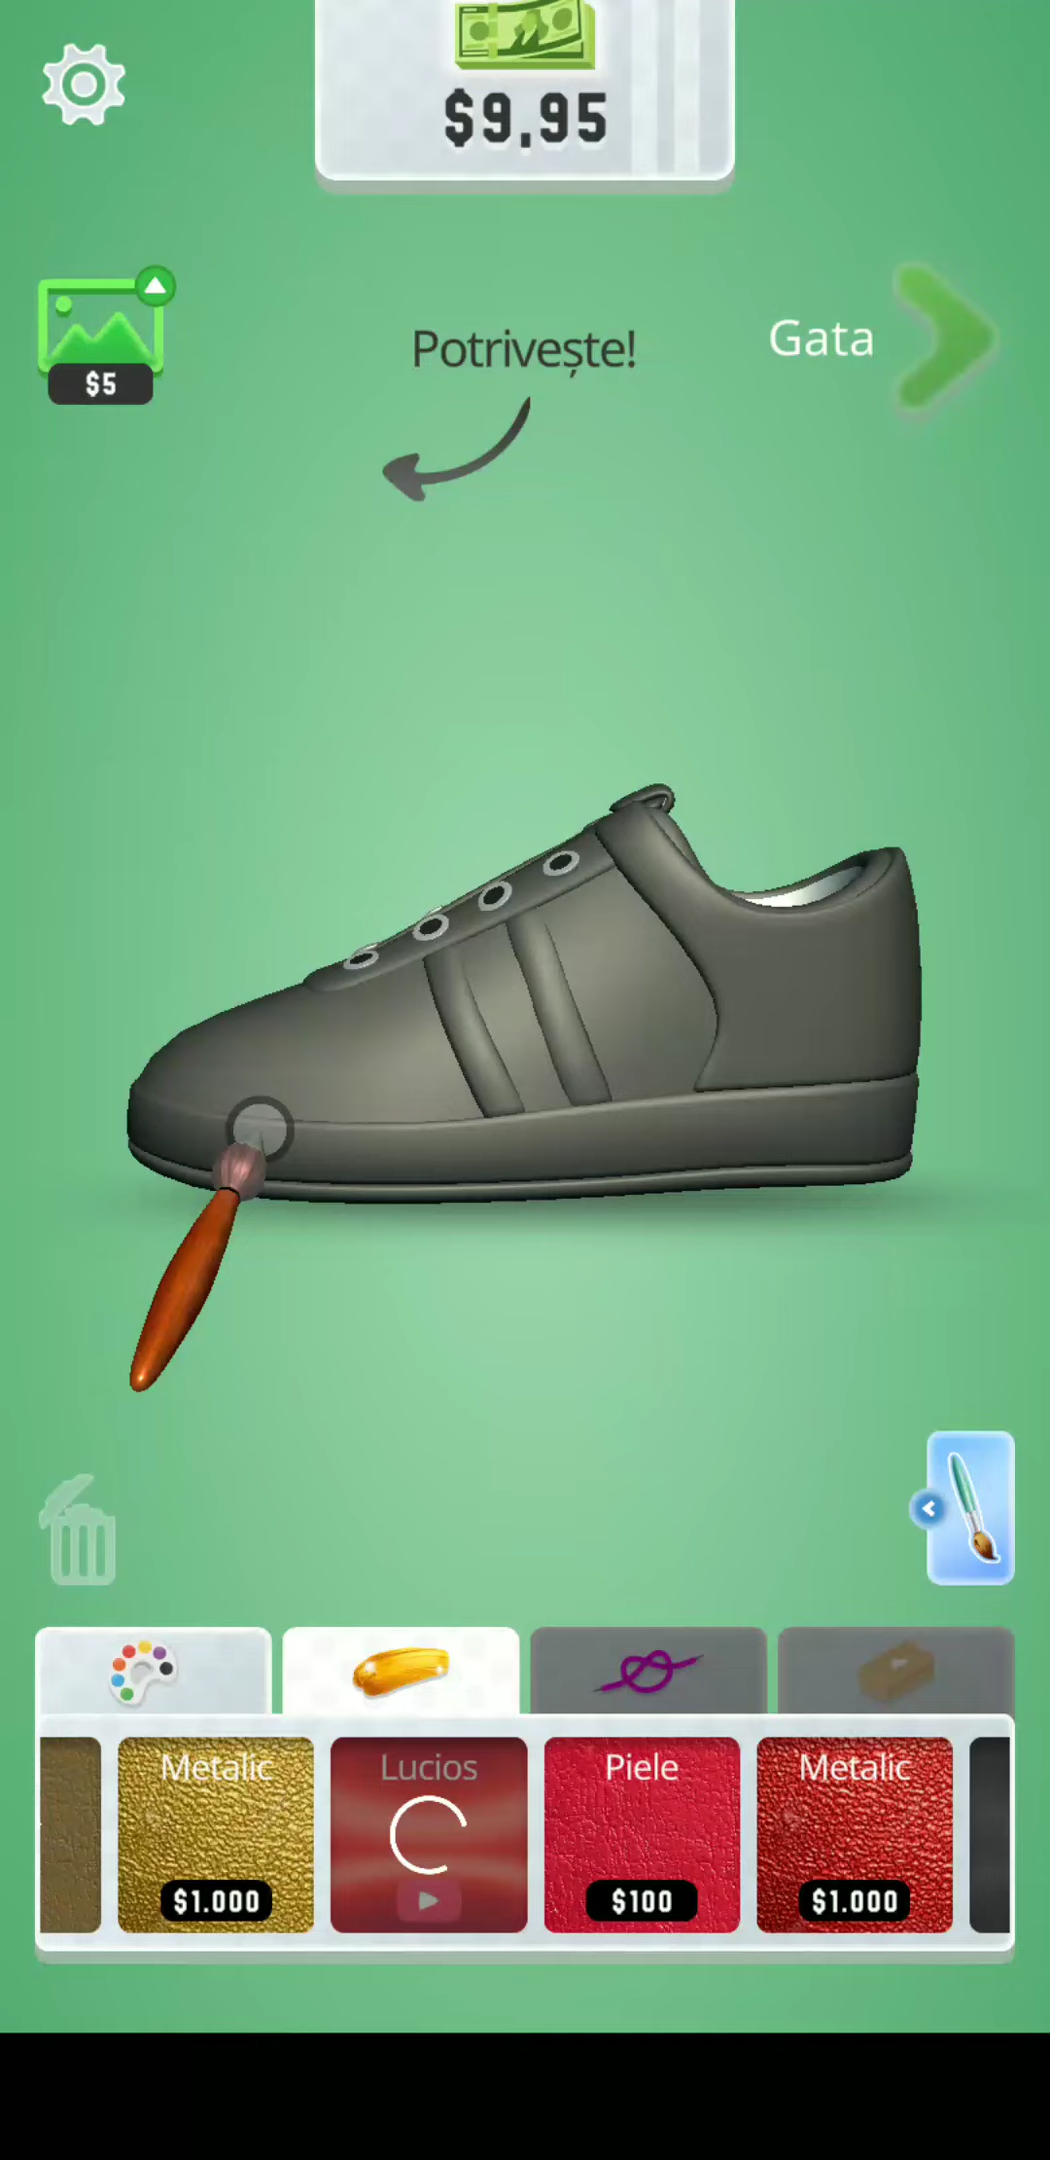 $9,95
$5
Potrivește!
Gata
Metalic
Lucios
Piele
Metalic
$1.000
$100
$1.000